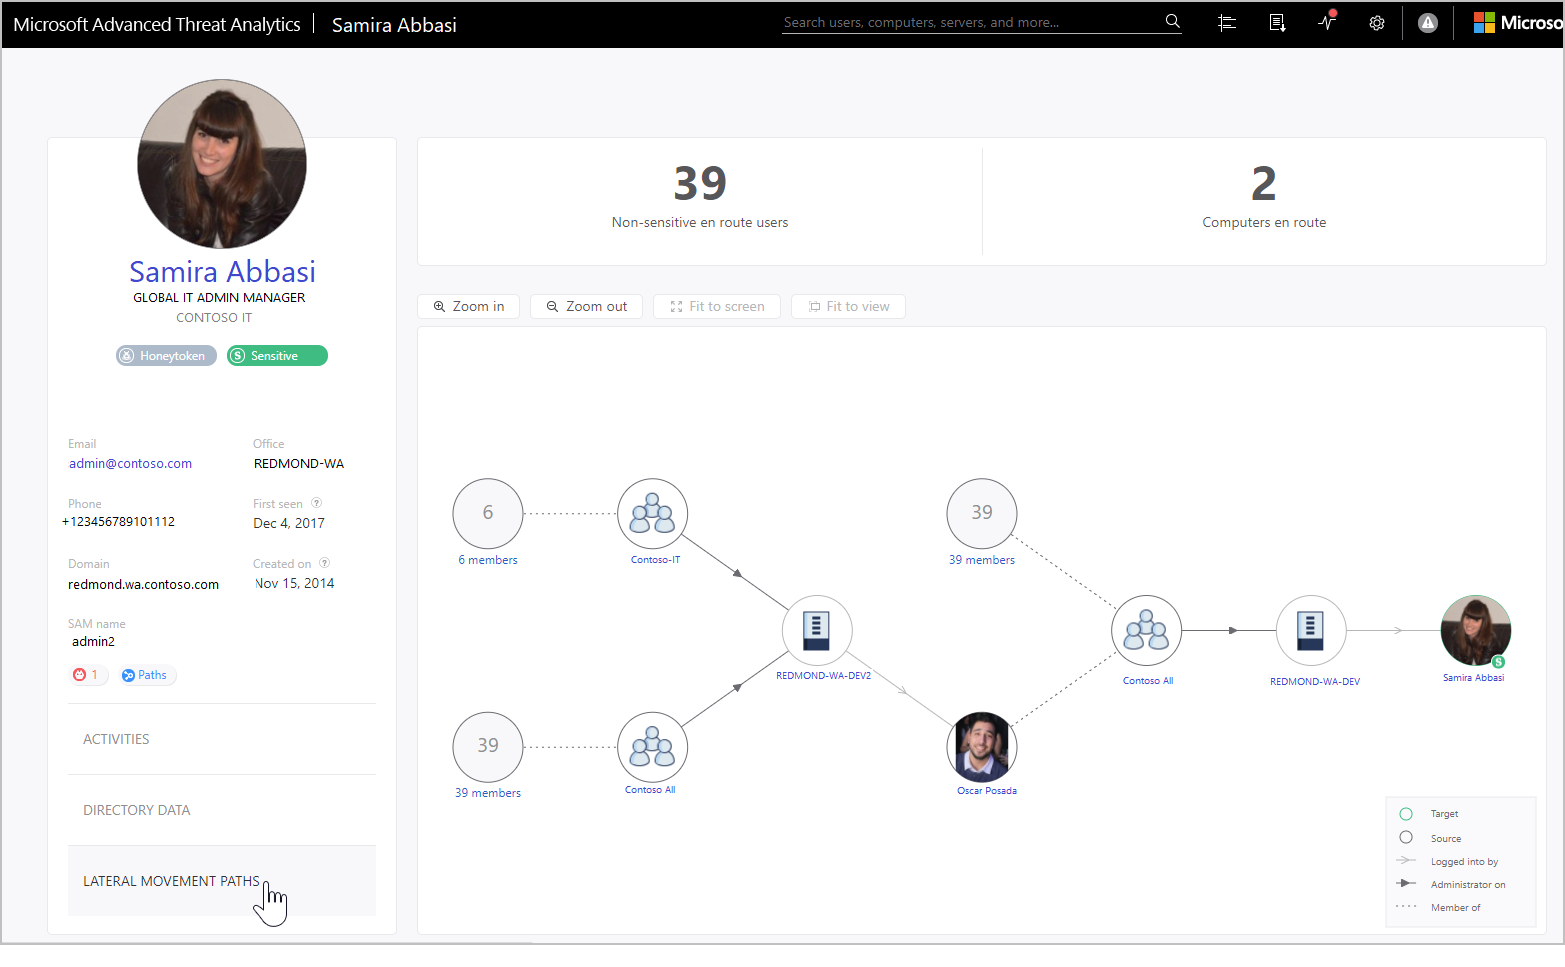 Microsoft Advanced Threat Analytics
Samira Abbasi
Search users, computers, servers, and more...
Microso
Samira Abbasi
GLOBAL IT ADMIN MANAGER
CONTOSO IT
Honeytoken
S Sensitive
Email
admin@contoso.com
Office
REDMOND-WA
Phone
+123456789101112
First seen ?
Dec 4, 2017
Domain
redmond.wa.contoso.com
Created on ?
Nov 15, 2014
SAM name
admin2
1
Paths
ACTIVITIES
DIRECTORY DATA
LATERAL MOVEMENT PATHS
39
Non-sensitive en route users
2
Computers en route
Zoom in
Zoom out
Fit to screen
Fit to view
6
6 members
Contoso-IT
39
39 members
REDMOND-WA-DEV2
Contoso All
REDMOND-WA-DEV
S
Samira Abbasi
39
39 members
Contoso All
Oscar Posada
Target
Source
Logged into by
Administrator on
Member of